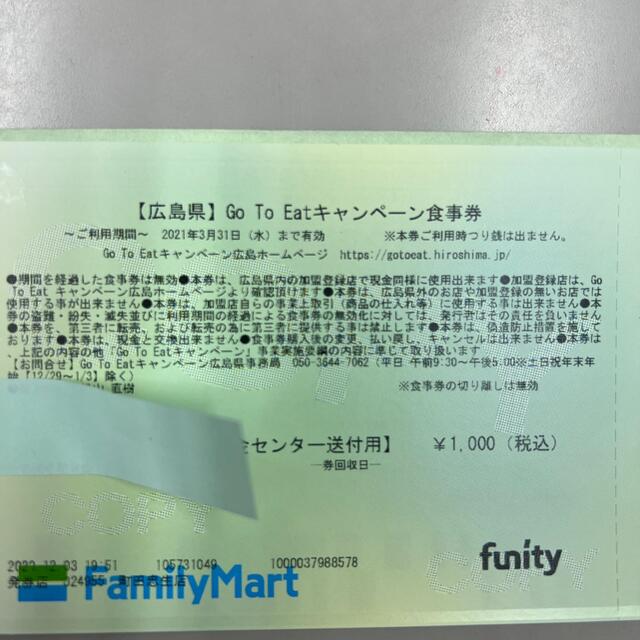 【広島県】Go To Eatキャンペーン食事券
～ご利用期間～ 2021年3月31日（水）まで有効 ※本券ご利用時つり銭は出ません。
Go To Eatキャンペーン広島ホームページ https://gotoeat.hiroshima.jp/
●期間を経過した食事券は無効●本券は、広島県内の加盟登録店で現金同様に使用出来ます●加盟登録店は、Go
To Eat キャンペーン広島ホームページより確認頂けます●本券は、広島県外のお店や加盟登録の無いお店では
使用する事が出来ません●本券は、加盟店自らの事業上取引（商品の仕入れ等）に使用する事は出来ません●本
券の盗難・紛失・滅失並びに利用期間の経過による食事券の無効化に対しては、発行者はその責任を負いません
●本券を、第三者に転売、および転売の為に第三者に提供する事は禁止します●本券は、偽造防止措置を施して
おります●本券は、現金と交換出来ません●食事券購入後の変更、払い戻し、キャンセルは出来ません●本券は
、上記の内容の他「Go To Eatキャンペーン」事業実施要綱の内容に準じて取り扱います
【お問合せ】Go To Eatキャンペーン広島県事務局 050-3644-7062（平日 午前9:30～午後5:00※土日祝年末年
始【12/29～1/3】除く）
直樹 ※食事券の切り離しは無効
センター送付用】 ￥1,000（税込）
―券回収日―
COPY
19:51 105731049 1000037988578
24955 町田忠生店
FamilyMart
funity